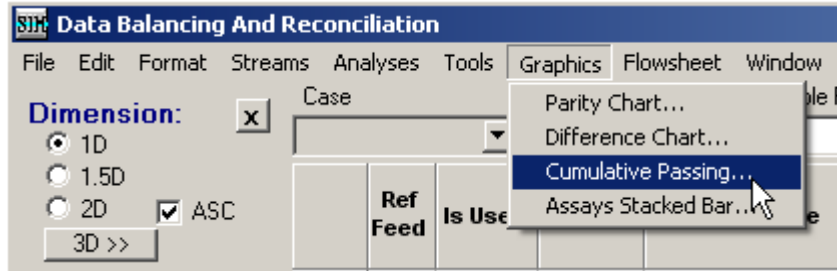 SIM Data Balancing And Reconciliation
File Edit Format Streams Analyses Tools Graphics Flowsheet Window
Dimension: x Case
Parity Chart...
1D
Difference Chart...
1.5D
Cumulative Passing...
2D ASC Ref Feed Is Use Assays Stacked Bar...
3D >>